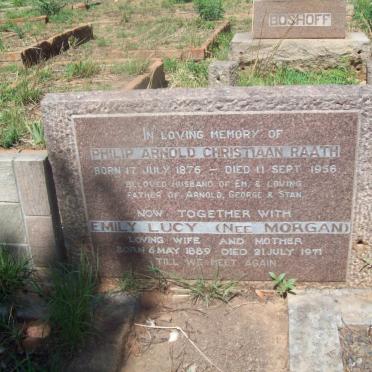 BOSHOFF
IN LOVING MEMORY OF
PHILIP ARNOLD CHRISTIAAN RAATH
BORN 17 JULY 1876 – DIED 11 SEPT 1956.
BELOVED HUSBAND OF EM, & LOVING
FATHER OF ARNOLD, GEORGE & STAN.
NOW TOGETHER WITH
EMILY LUCY (NEE MORGAN)
LOVING WIFE AND MOTHER
BORN 6 MAY 1889 DIED 21 JULY 1971
TILL WE MEET AGAIN.